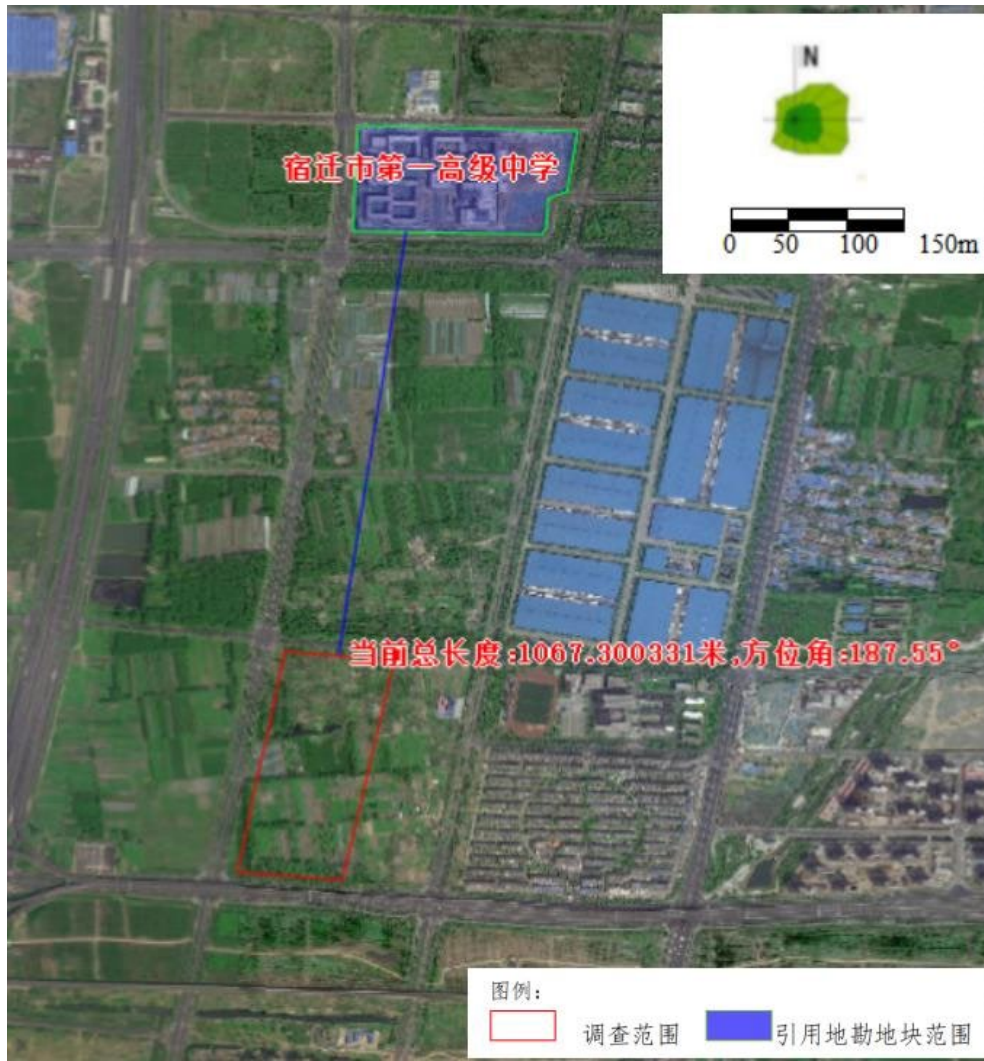 N
0 50 100 150m
宿迁市第一高级中学
当前总长度:1067.300331米,方位角:187.55°
图例:
调查范围 引用地勘地块范围